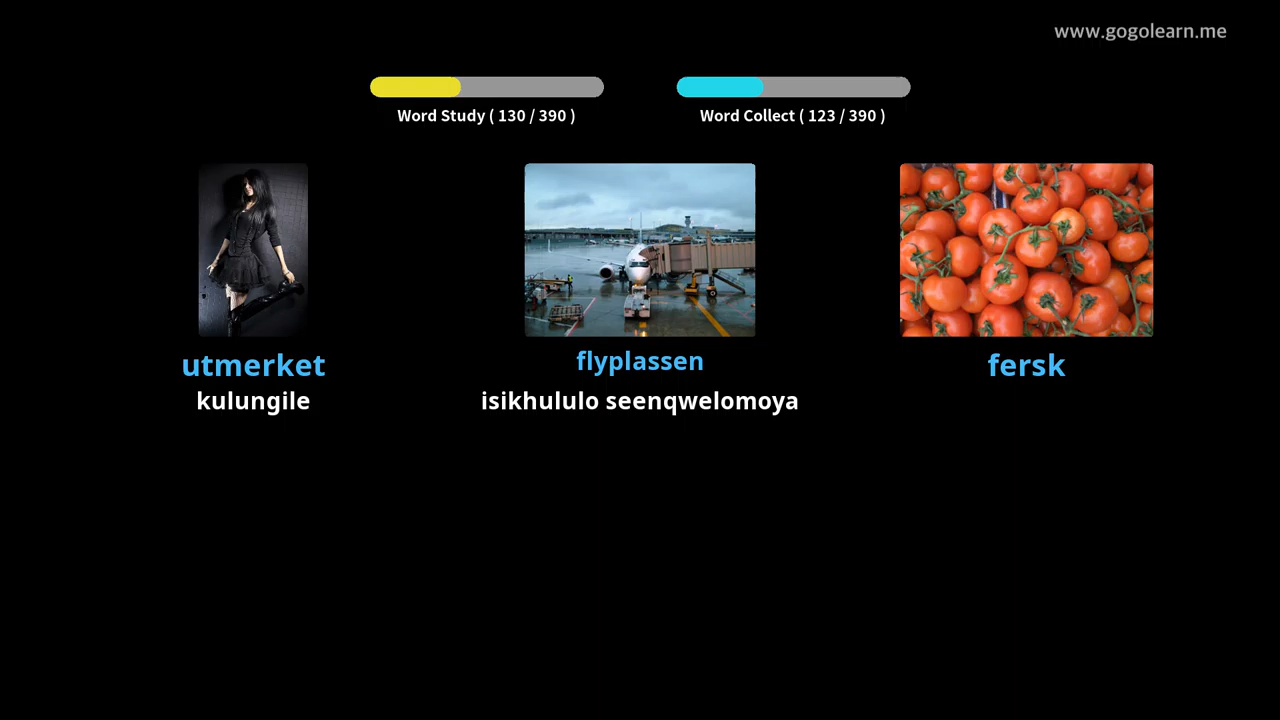 www.gogolearn.me
Word Study ( 130 / 390 )
Word Collect ( 123 / 390 )
utmerket
flyplassen
fersk
kulungile
isikhululo seenqwelomoya